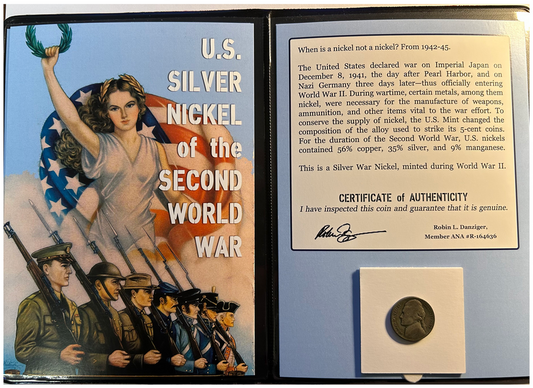 U.S.
SILVER
NICKEL
of the
SECOND
WORLD
WAR
When is a nickel not a nickel? From 1942-45.
The United States declared war on Imperial Japan on
December 8, 1941, the day after Pearl Harbor, and on
Nazi Germany three days later—thus officially entering
World War II. During wartime, certain metals, among them
nickel, were necessary for the manufacture of weapons,
ammunition, and other items vital to the war effort. To
conserve the supply of nickel, the U.S. Mint changed the
composition of the alloy used to strike its 5-cent coins.
For the duration of the Second World War, U.S. nickels
contained 56% copper, 35% silver, and 9% manganese.
This is a Silver War Nickel, minted during World War II.
CERTIFICATE of AUTHENTICITY
I have inspected this coin and guarantee that it is genuine.
Robin L. Danziger,
Member ANA #R-164636